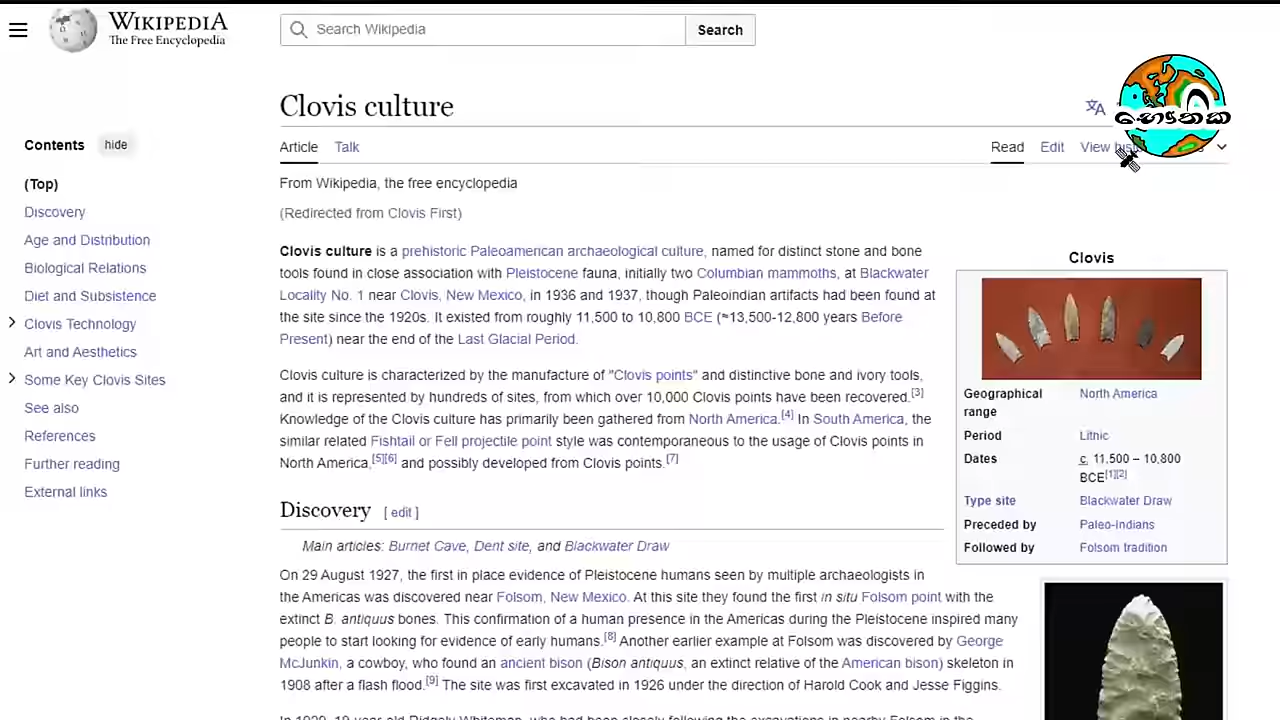 WIKIPEDIA
The Free Encyclopedia
Search Wikipedia
Search
Clovis culture
භෞතික
Contents
hide
Article
Talk
Read
Edit
View
(Top)
Discovery
Age and Distribution
Biological Relations
Diet and Subsistence
Clovis Technology
Art and Aesthetics
Some Key Clovis Sites
See also
References
Further reading
External links
From Wikipedia, the free encyclopedia
(Redirected from Clovis First)
Clovis culture is a prehistoric Paleoamerican archaeological culture, named for distinct stone and bone
tools found in close association with Pleistocene fauna, initially two Columbian mammoths, at Blackwater
Locality No. 1 near Clovis, New Mexico, in 1936 and 1937, though Paleoindian artifacts had been found at
the site since the 1920s. It existed from roughly 11,500 to 10,800 BCE (≈13,500-12,800 years Before
Present) near the end of the Last Glacial Period.
Clovis culture is characterized by the manufacture of "Clovis points" and distinctive bone and ivory tools,
and it is represented by hundreds of sites, from which over 10,000 Clovis points have been recovered.[3]
Knowledge of the Clovis culture has primarily been gathered from North America.[4] In South America, the
similar related Fishtail or Fell projectile point style was contemporaneous to the usage of Clovis points in
North America,[5][6] and possibly developed from Clovis points.[7]
Clovis
Geographical range North America
Period Lithic
Dates c. 11,500 – 10,800
BCE[1][2]
Type site Blackwater Draw
Preceded by Paleo-Indians
Followed by Folsom tradition
Discovery [ edit ]
Main articles: Burnet Cave, Dent site, and Blackwater Draw
On 29 August 1927, the first in place evidence of Pleistocene humans seen by multiple archaeologists in
the Americas was discovered near Folsom, New Mexico. At this site they found the first in situ Folsom point with the
extinct B. antiquus bones. This confirmation of a human presence in the Americas during the Pleistocene inspired many
people to start looking for evidence of early humans.[8] Another earlier example at Folsom was discovered by George
McJunkin, a cowboy, who found an ancient bison (Bison antiquus, an extinct relative of the American bison) skeleton in
1908 after a flash flood.[9] The site was first excavated in 1926 under the direction of Harold Cook and Jesse Figgins.